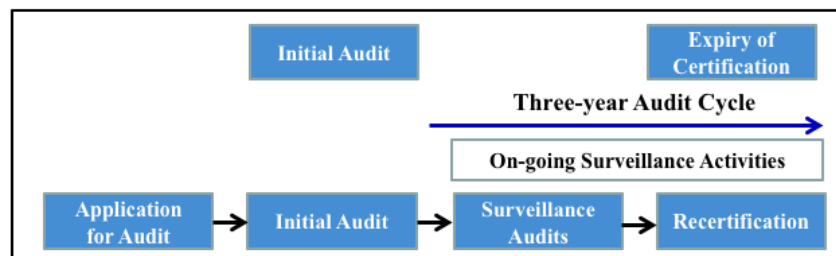 Initial Audit
Expiry of
Certification
Three-year Audit Cycle
On-going Surveillance Activities
Application
for Audit
Initial Audit
Surveillance
Audits
Recertification